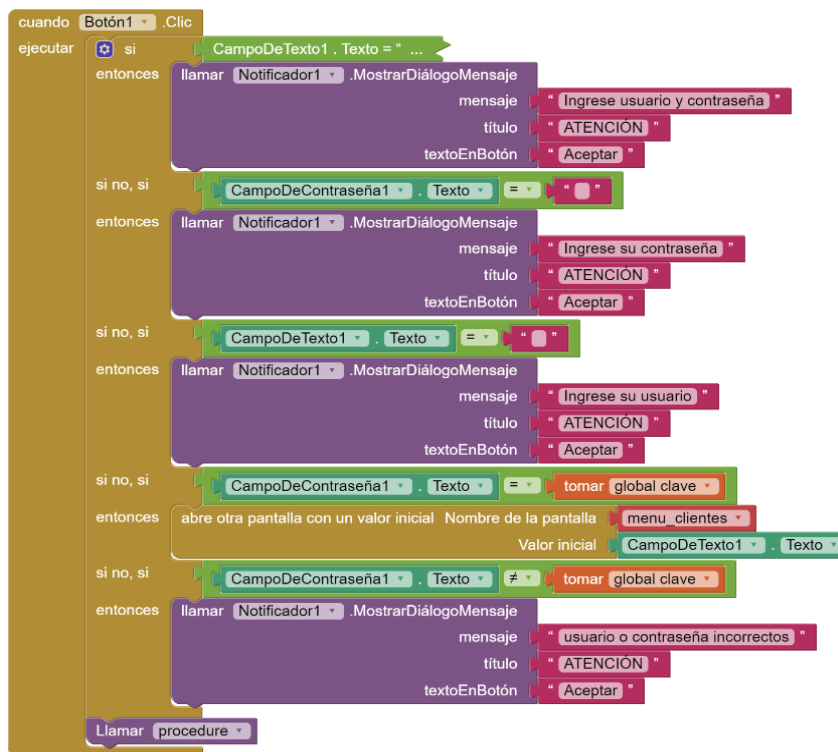 cuando Botón1 .Clic
ejecutar si CampoDeTexto1 . Texto = “ ...
entonces llamar Notificador1 .MostrarDiálogoMensaje
mensaje “ Ingrese usuario y contraseña ”
título “ ATENCIÓN ”
textoEnBotón “ Aceptar ”
si no, si CampoDeContraseña1 . Texto = “ ”
entonces llamar Notificador1 .MostrarDiálogoMensaje
mensaje “ Ingrese su contraseña ”
título “ ATENCIÓN ”
textoEnBotón “ Aceptar ”
si no, si CampoDeTexto1 . Texto = “ ”
entonces llamar Notificador1 .MostrarDiálogoMensaje
mensaje “ Ingrese su usuario ”
título “ ATENCIÓN ”
textoEnBotón “ Aceptar ”
si no, si CampoDeContraseña1 . Texto = tomar global clave
entonces abre otra pantalla con un valor inicial Nombre de la pantalla menu_clientes
Valor inicial CampoDeTexto1 . Texto
si no, si CampoDeContraseña1 . Texto ≠ tomar global clave
entonces llamar Notificador1 .MostrarDiálogoMensaje
mensaje “ usuario o contraseña incorrectos ”
título “ ATENCIÓN ”
textoEnBotón “ Aceptar ”
Llamar procedure